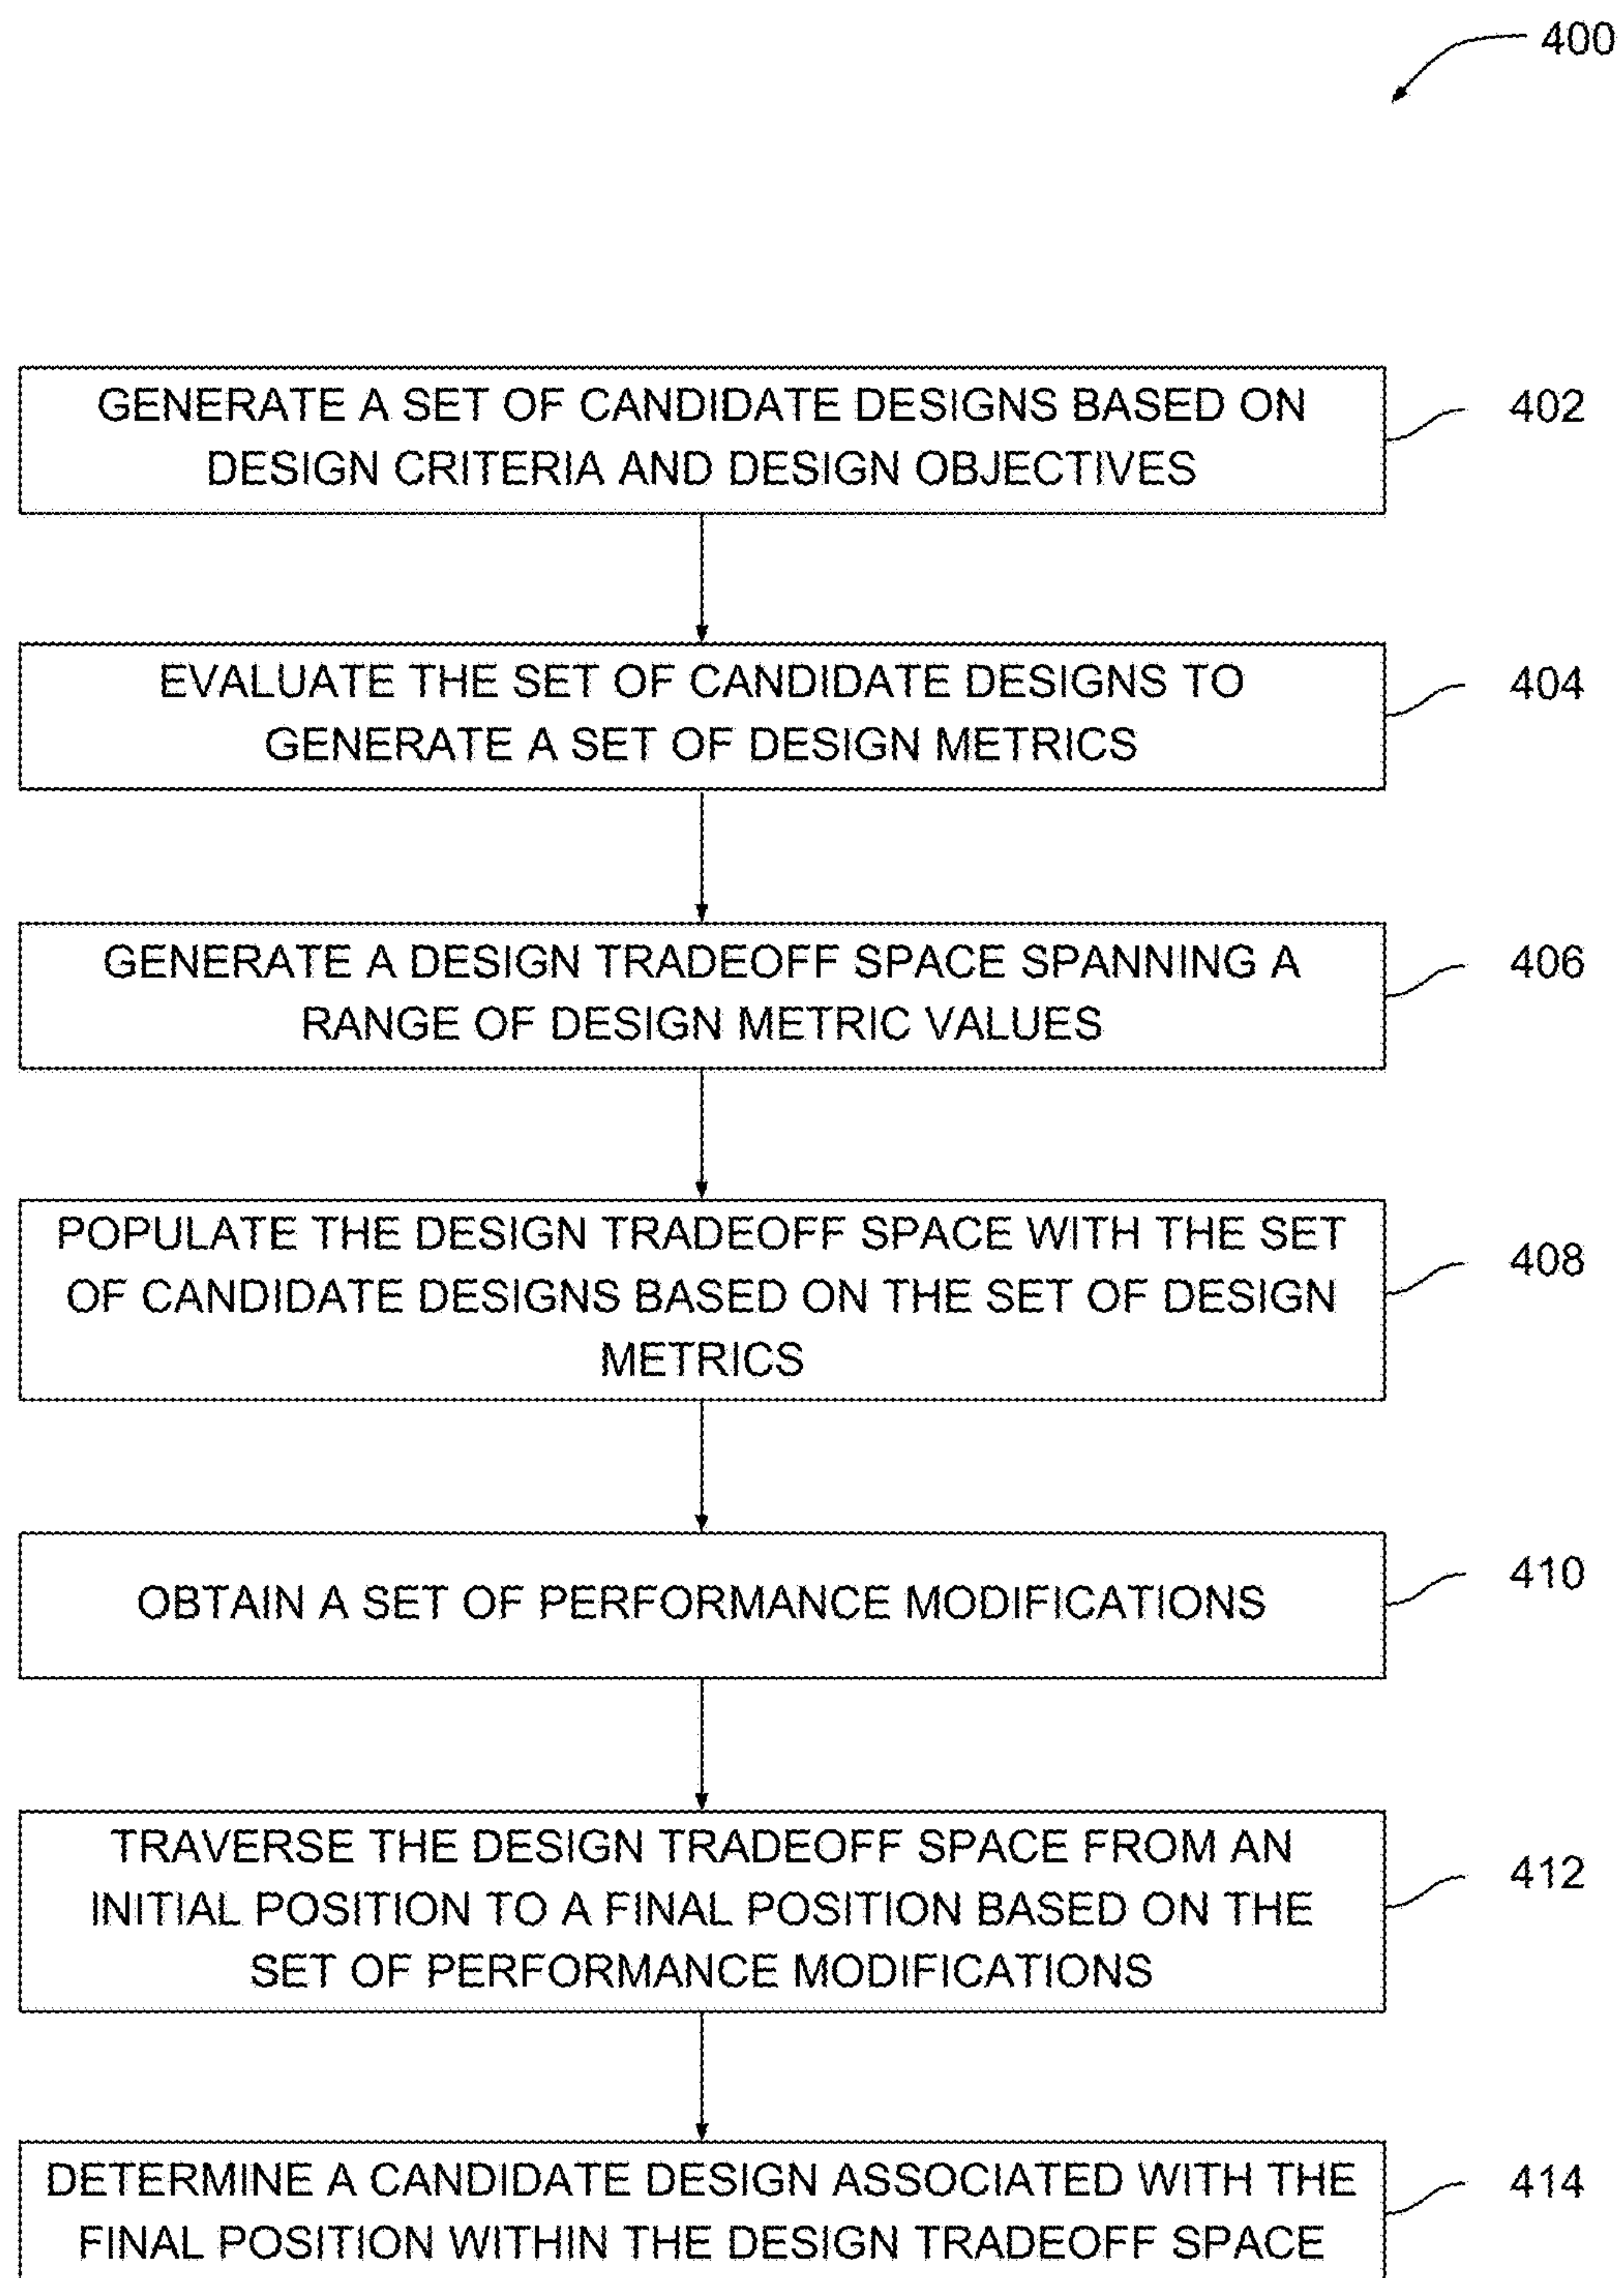 400
GENERATE A SET OF CANDIDATE DESIGNS BASED ON
DESIGN CRITERIA AND DESIGN OBJECTIVES
402
EVALUATE THE SET OF CANDIDATE DESIGNS TO
GENERATE A SET OF DESIGN METRICS
404
GENERATE A DESIGN TRADEOFF SPACE SPANNING A
RANGE OF DESIGN METRIC VALUES
406
POPULATE THE DESIGN TRADEOFF SPACE WITH THE SET
OF CANDIDATE DESIGNS BASED ON THE SET OF DESIGN
METRICS
408
OBTAIN A SET OF PERFORMANCE MODIFICATIONS
410
TRAVERSE THE DESIGN TRADEOFF SPACE FROM AN
INITIAL POSITION TO A FINAL POSITION BASED ON THE
SET OF PERFORMANCE MODIFICATIONS
412
DETERMINE A CANDIDATE DESIGN ASSOCIATED WITH THE
FINAL POSITION WITHIN THE DESIGN TRADEOFF SPACE
414